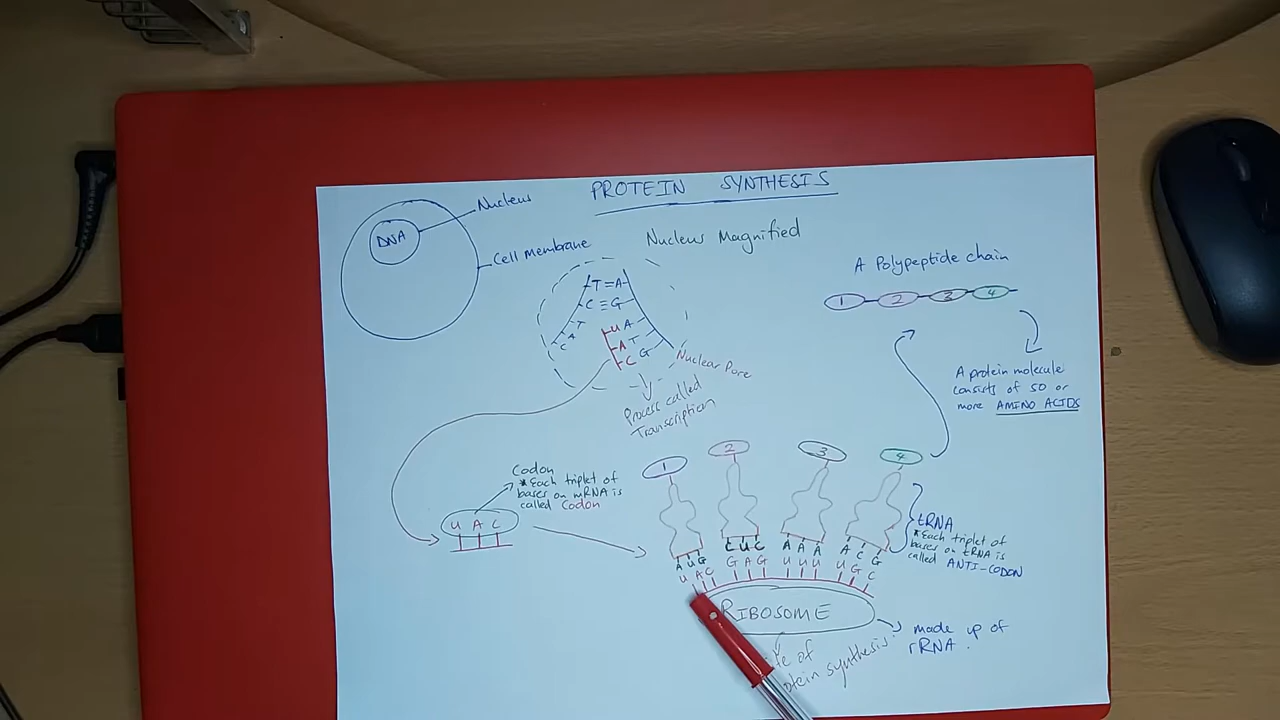 PROTEIN SYNTHESIS
Nucleus
DNA
Cell membrane
Nucleus Magnified
T=A
C≡G
T
A
C
U A
A T
C G
Nuclear Pore
Process called
Transcription
A Polypeptide chain
1 2 3 4
A protein molecule
consists of 50 or
more AMINO ACIDS
Codon
*Each triplet of
bases on mRNA is
called Codon
U A C
1 2 3 4
tRNA
*Each triplet of
bases on tRNA is
called ANTI-CODON
A U G C U C A A A A C G
U A C G A G U U U U G C
RIBOSOME
made up of
rRNA.
of
synthesis